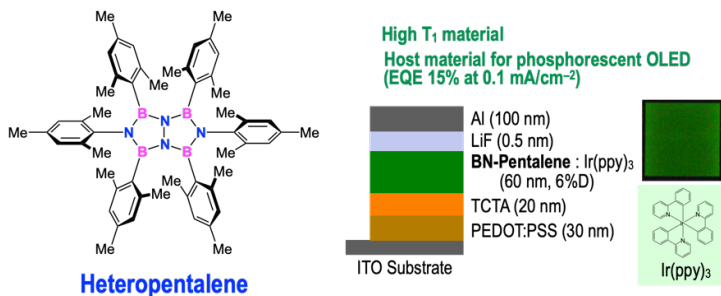 Me Me
Me Me Me Me
Me Me
B N B
Me N N Me
B N B
Me Me
Me Me Me Me
Me Me
Heteropentalene
High T₁ material
Host material for phosphorescent OLED
(EQE 15% at 0.1 mA/cm⁻²)
Al (100 nm)
LiF (0.5 nm)
BN-Pentalene : Ir(ppy)₃
(60 nm, 6%D)
TCTA (20 nm)
PEDOT:PSS (30 nm)
ITO Substrate
Ir(ppy)₃